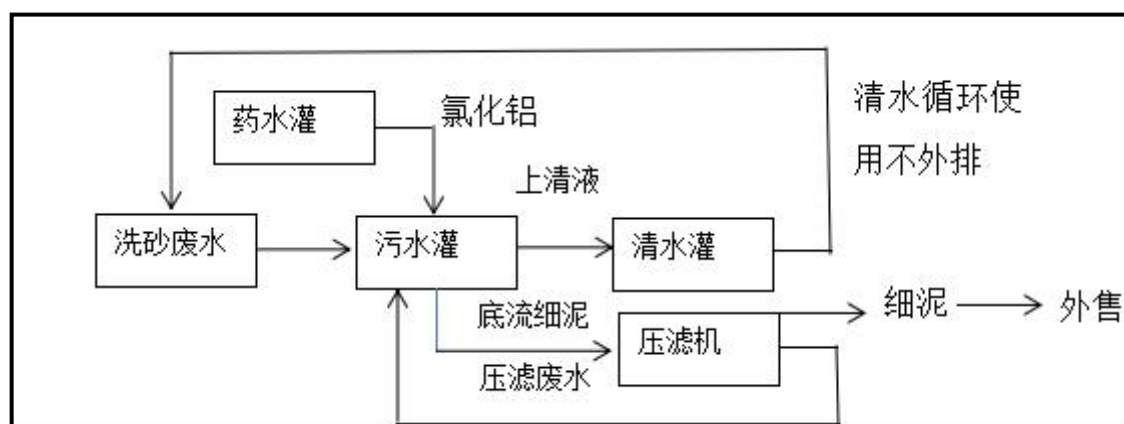 药水灌
氯化铝
清水循环使
用不外排
上清液
洗砂废水
污水灌
清水灌
底流细泥
压滤废水
压滤机
细泥
外售